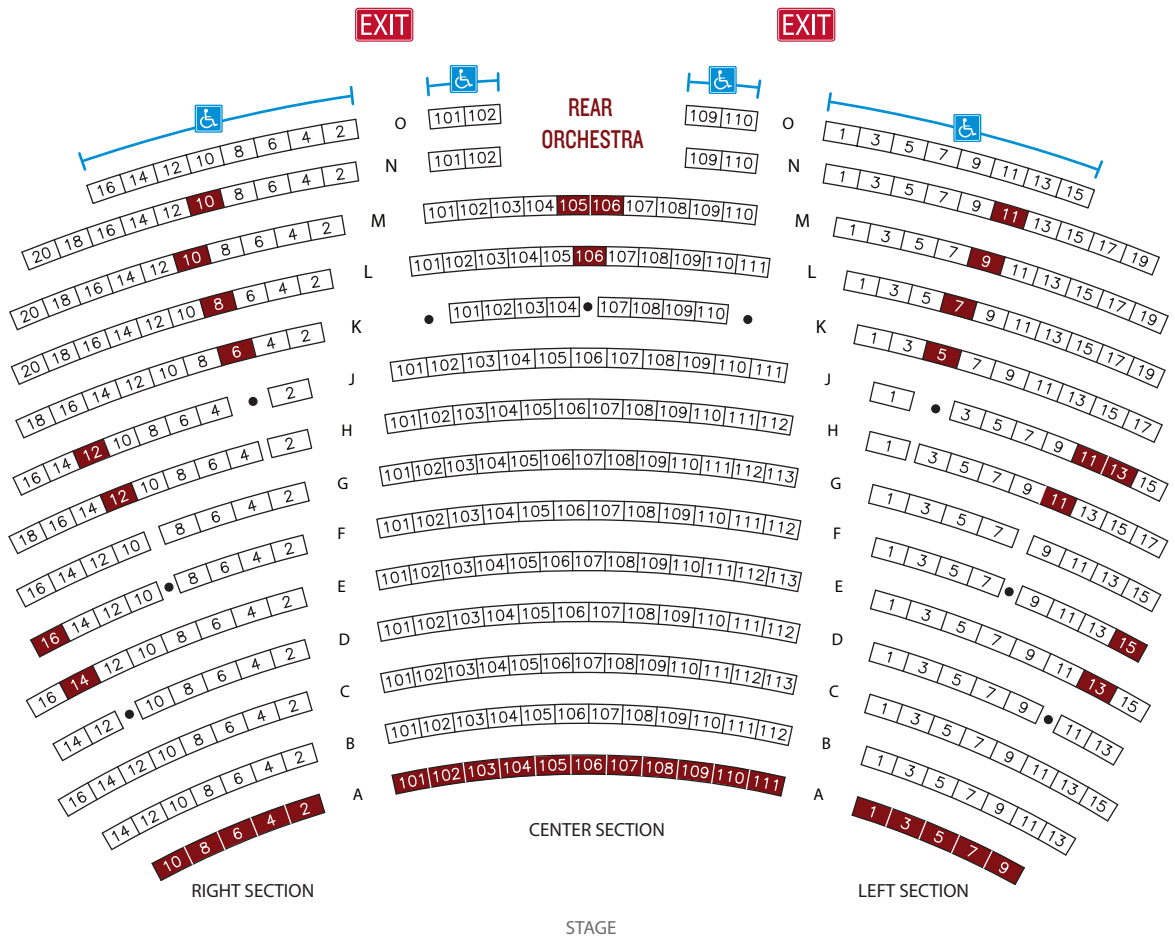 EXIT EXIT
REAR
ORCHESTRA
16 14 12 10 8 6 4 2 O 101 102 109 110 O 1 3 5 7 9 11 13 15
20 18 16 14 12 10 8 6 4 2 N 101 102 109 110 N 1 3 5 7 9 11 13 15 17 19
20 18 16 14 12 10 8 6 4 2 M 101 102 103 104 105 106 107 108 109 110 M 1 3 5 7 9 11 13 15 17 19
20 18 16 14 12 10 8 6 4 2 L 101 102 103 104 105 106 107 108 109 110 111 L 1 3 5 7 9 11 13 15 17 19
18 16 14 12 10 8 6 4 2 K 101 102 103 104 107 108 109 110 K 1 3 5 7 9 11 13 15 17
16 14 12 10 8 6 4 2 J 101 102 103 104 105 106 107 108 109 110 111 J 1 3 5 7 9 11 13 15
18 16 14 12 10 8 6 4 2 H 101 102 103 104 105 106 107 108 109 110 111 112 H 1 3 5 7 9 11 13 15 17
16 14 12 10 8 6 4 2 G 101 102 103 104 105 106 107 108 109 110 111 112 113 G 1 3 5 7 9 11 13 15
16 14 12 10 8 6 4 2 F 101 102 103 104 105 106 107 108 109 110 111 112 F 1 3 5 7 9 11 13 15
16 14 12 10 8 6 4 2 E 101 102 103 104 105 106 107 108 109 110 111 112 113 E 1 3 5 7 9 11 13 15
14 12 10 8 6 4 2 D 101 102 103 104 105 106 107 108 109 110 111 112 D 1 3 5 7 9 11 13
16 14 12 10 8 6 4 2 C 101 102 103 104 105 106 107 108 109 110 111 112 113 C 1 3 5 7 9 11 13 15
14 12 10 8 6 4 2 B 101 102 103 104 105 106 107 108 109 110 111 112 B 1 3 5 7 9 11 13
10 8 6 4 2 A 101 102 103 104 105 106 107 108 109 110 111 A 1 3 5 7 9
CENTER SECTION
RIGHT SECTION LEFT SECTION
STAGE